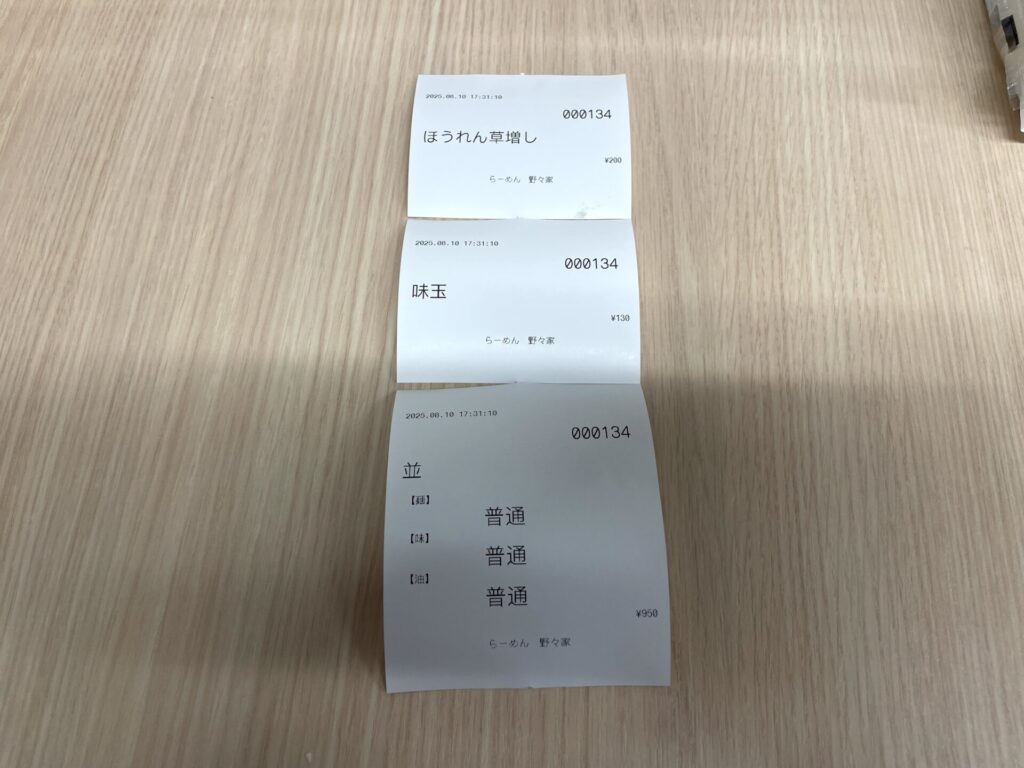 2025.08.10 17:31:10
000134
ほうれん草増し
¥200
らーめん 野々家
2025.08.10 17:31:10
000134
味玉
¥130
らーめん 野々家
2025.08.10 17:31:10
000134
並
【麺】
普通
【味】
普通
【油】
普通
¥950
らーめん 野々家